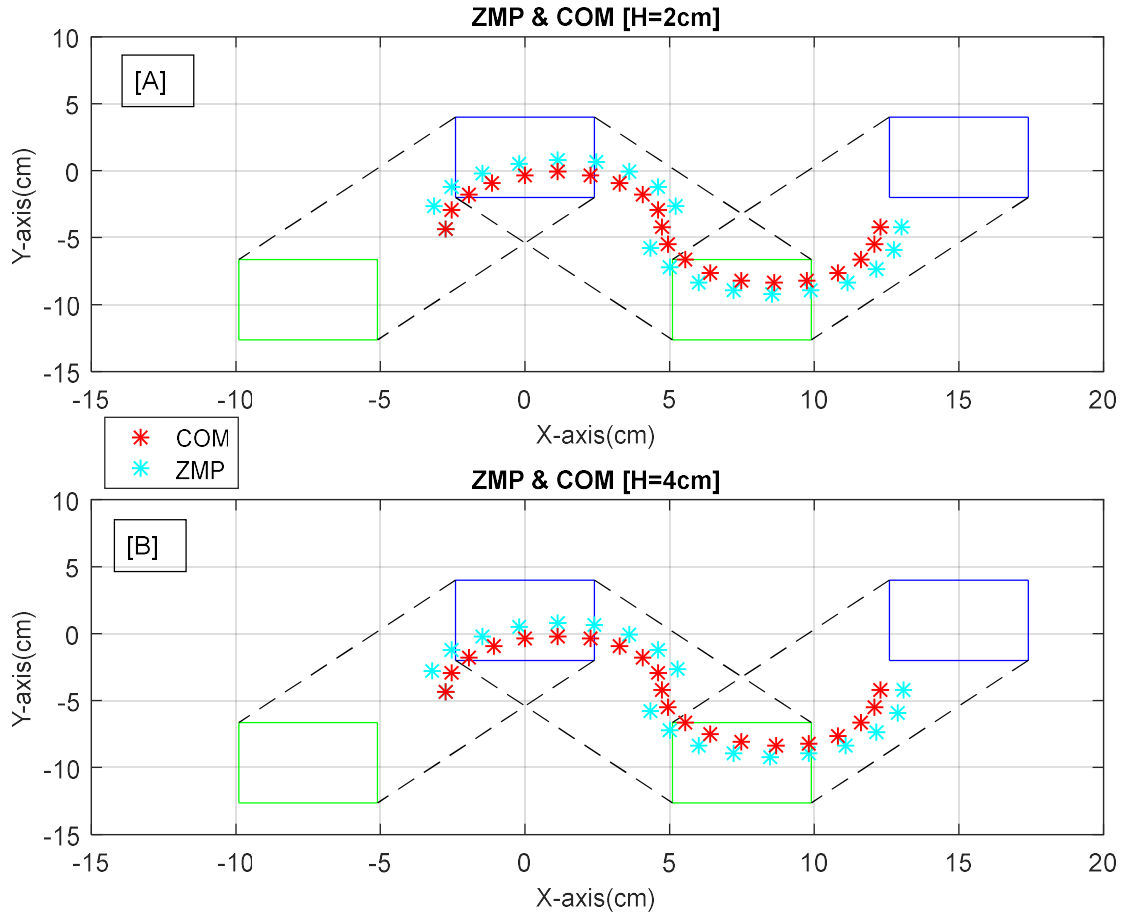 ZMP & COM [H=2cm]
[A]
Y-axis(cm)
10
5
0
-5
-10
-15
-15 -10 -5 0 5 10 15 20
X-axis(cm)
COM
ZMP
ZMP & COM [H=4cm]
[B]
Y-axis(cm)
10
5
0
-5
-10
-15
-15 -10 -5 0 5 10 15 20
X-axis(cm)